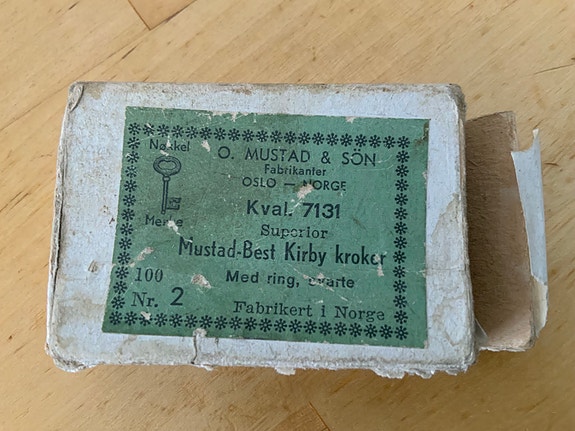 Nøkkel
Merke
O. MUSTAD & SÖN
Fabrikanter
OSLO — NORGE
Kval. 7131
Superior
Mustad-Best Kirby kroker
100
Med ring, svarte
Nr. 2
Fabrikert i Norge